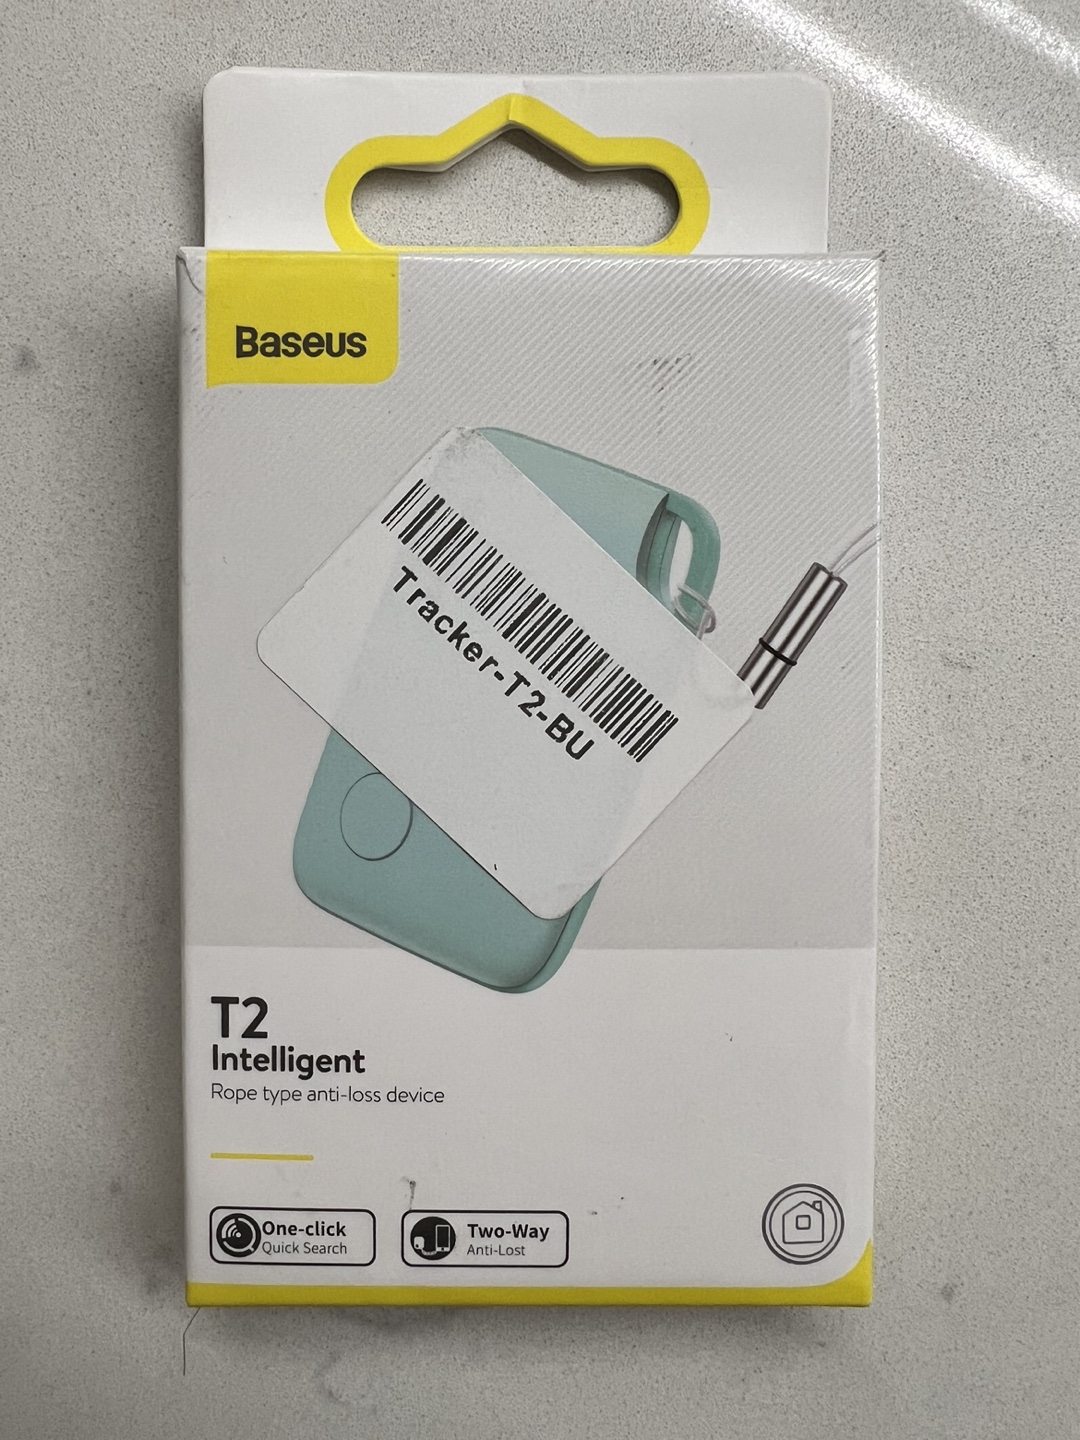 Baseus
Tracker-T2-BU
T2
Intelligent
Rope type anti-loss device
One-click
Quick Search
Two-Way
Anti-Lost